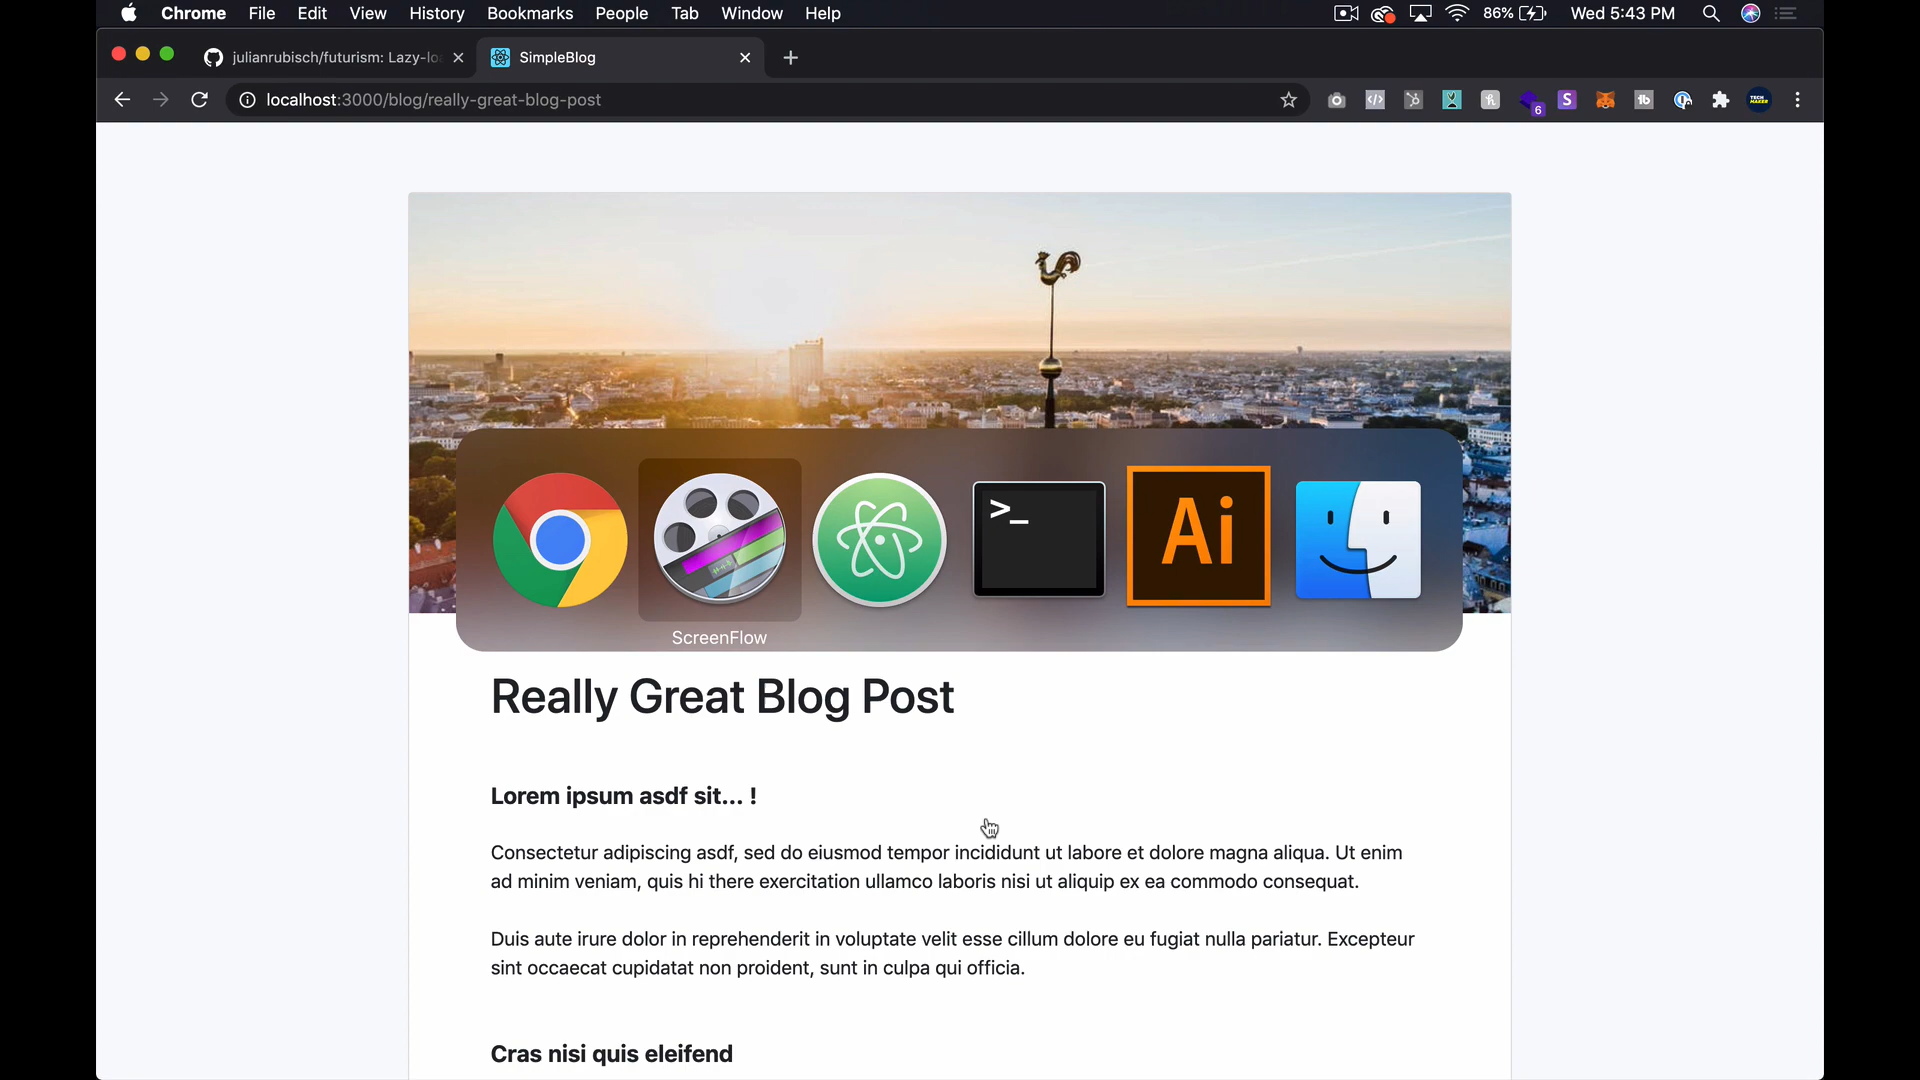 Chrome File Edit View History Bookmarks People Tab Window Help 86% Wed 5:43 PM
julianrubisch/futurism: Lazy-lo SimpleBlog
localhost:3000/blog/really-great-blog-post 6 S tb TECH MAKER
>_ Ai
ScreenFlow
Really Great Blog Post
Lorem ipsum asdf sit... !
Consectetur adipiscing asdf, sed do eiusmod tempor incididunt ut labore et dolore magna aliqua. Ut enim
ad minim veniam, quis hi there exercitation ullamco laboris nisi ut aliquip ex ea commodo consequat.
Duis aute irure dolor in reprehenderit in voluptate velit esse cillum dolore eu fugiat nulla pariatur. Excepteur
sint occaecat cupidatat non proident, sunt in culpa qui officia.
Cras nisi quis eleifend